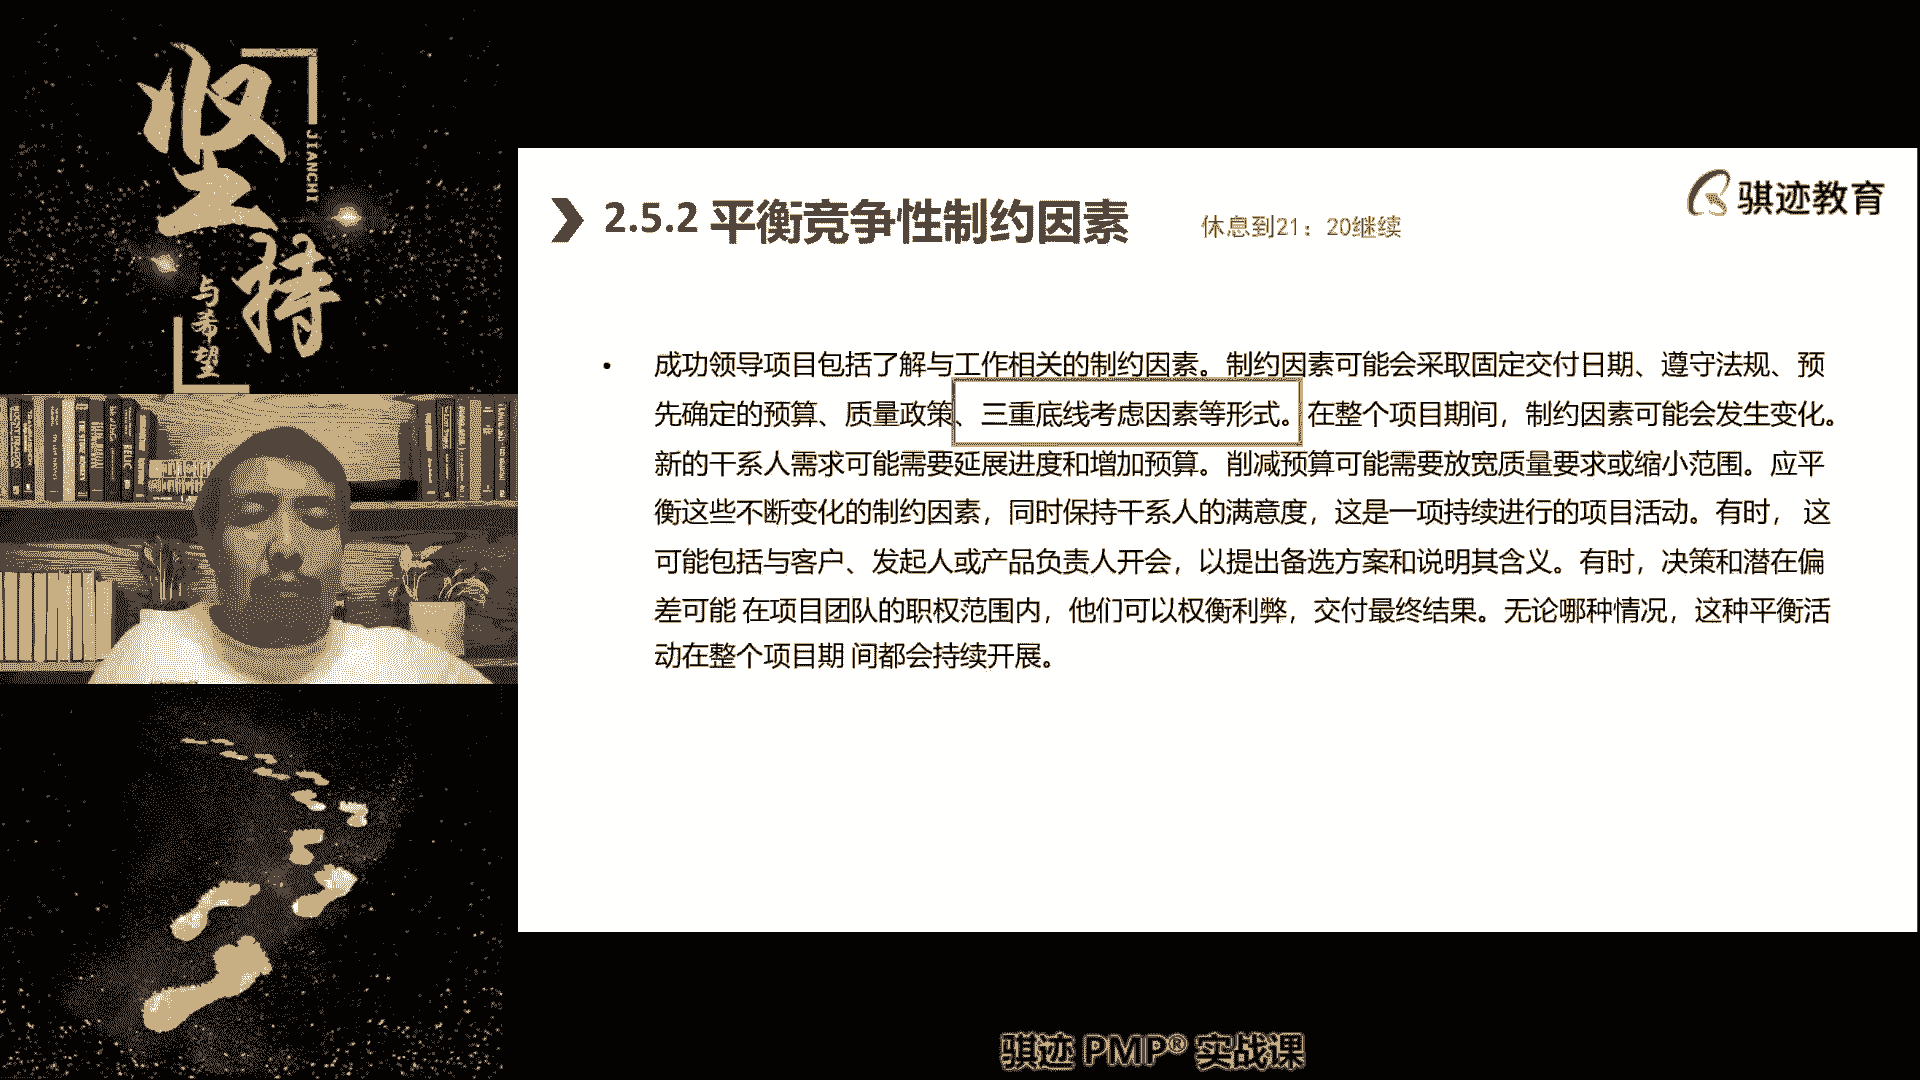 坚持
JIANCHI
与希望
骐迹教育
2.5.2 平衡竞争性制约因素
休息到21：20继续
• 成功领导项目包括了解与工作相关的制约因素。制约因素可能会采取固定交付日期、遵守法规、预
先确定的预算、质量政策、三重底线考虑因素等形式。在整个项目期间，制约因素可能会发生变化。
新的干系人需求可能需要延展进度和增加预算。削减预算可能需要放宽质量要求或缩小范围。应平
衡这些不断变化的制约因素，同时保持干系人的满意度，这是一项持续进行的项目活动。有时， 这
可能包括与客户、发起人或产品负责人开会，以提出备选方案和说明其含义。有时，决策和潜在偏
差可能 在项目团队的职权范围内，他们可以权衡利弊，交付最终结果。无论哪种情况，这种平衡活
动在整个项目期 间都会持续开展。
骐迹 PMP® 实战课